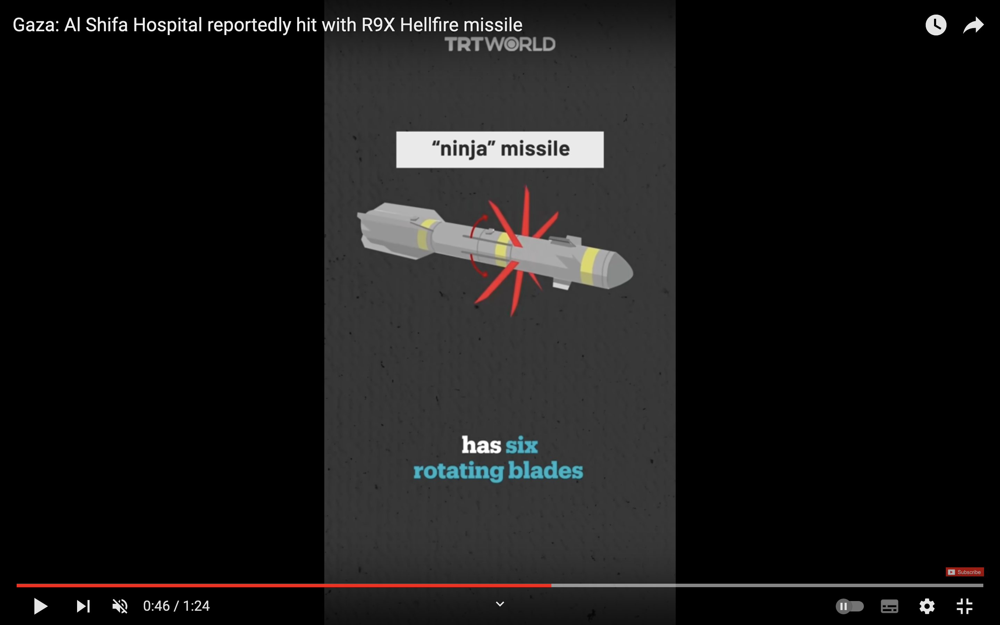 Gaza: Al Shifa Hospital reportedly hit with R9X Hellfire missile
TRTWORLD
“ninja” missile
has six
rotating blades
Subscribe
0:46 / 1:24